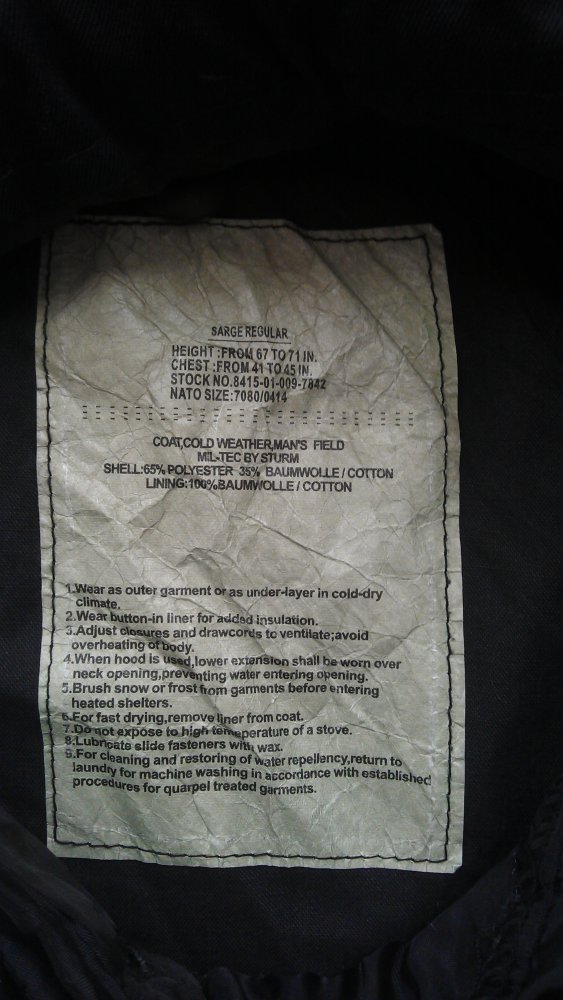 SARGE REGULAR
HEIGHT :FROM 67 TO 71 IN.
CHEST :FROM 41 TO 45 IN.
STOCK NO.8415-01-009-7842
NATO SIZE:7080/0414
COAT,COLD WEATHER,MAN'S FIELD
MIL-TEC BY STURM
SHELL:65% POLYESTER 35% BAUMWOLLE / COTTON
LINING:100%BAUMWOLLE / COTTON
1.Wear as outer garment or as under-layer in cold-dry
climate.
2.Wear button-in liner for added insulation.
3.Adjust closures and drawcords to ventilate;avoid
overheating of body.
4.When hood is used,lower extension shall be worn over
neck opening,preventing water entering opening.
5.Brush snow or frost from garments before entering
heated shelters.
6.For fast drying,remove liner from coat.
7.Do not expose to high temeperature of a stove.
8.Lubricate slide fasteners with wax.
9.For cleaning and restoring of water repellency,return to
laundry for machine washing in accordance with established
procedures for quarpel treated garments.